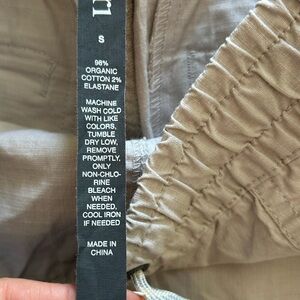 S
98%
ORGANIC
COTTON 2%
ELASTANE
MACHINE
WASH COLD
WITH LIKE
COLORS,
TUMBLE
DRY LOW,
REMOVE
PROMPTLY,
ONLY
NON-CHLO-
RINE
BLEACH
WHEN
NEEDED,
COOL IRON
IF NEEDED
MADE IN
CHINA